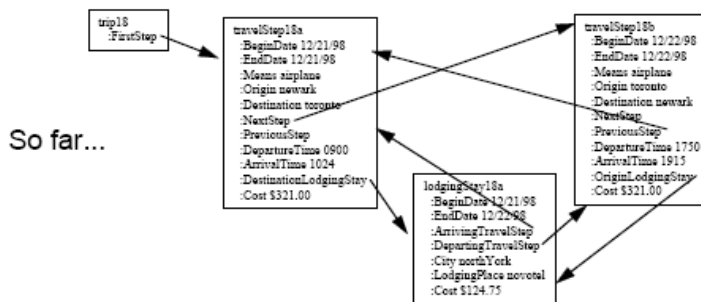 trip18
:FirstStep
travelStep18a
:BeginDate 12/21/98
:EndDate 12/21/98
:Means airplane
:Origin newark
:Destination toronto
:NextStep
:PreviousStep
:DepartureTime 0900
:ArrivalTime 1024
:DestinationLodgingStay
:Cost $321.00
travelStep18b
:BeginDate 12/22/98
:EndDate 12/22/98
:Means airplane
:Origin toronto
:Destination newark
:NextStep
:PreviousStep
:DepartureTime 1750
:ArrivalTime 1915
:OriginLodgingStay
:Cost $321.00
So far...
lodgingStay18a
:BeginDate 12/21/98
:EndDate 12/22/98
:ArrivingTravelStep
:DepartingTravelStep
:City northYork
:LodgingPlace novotel
:Cost $124.75